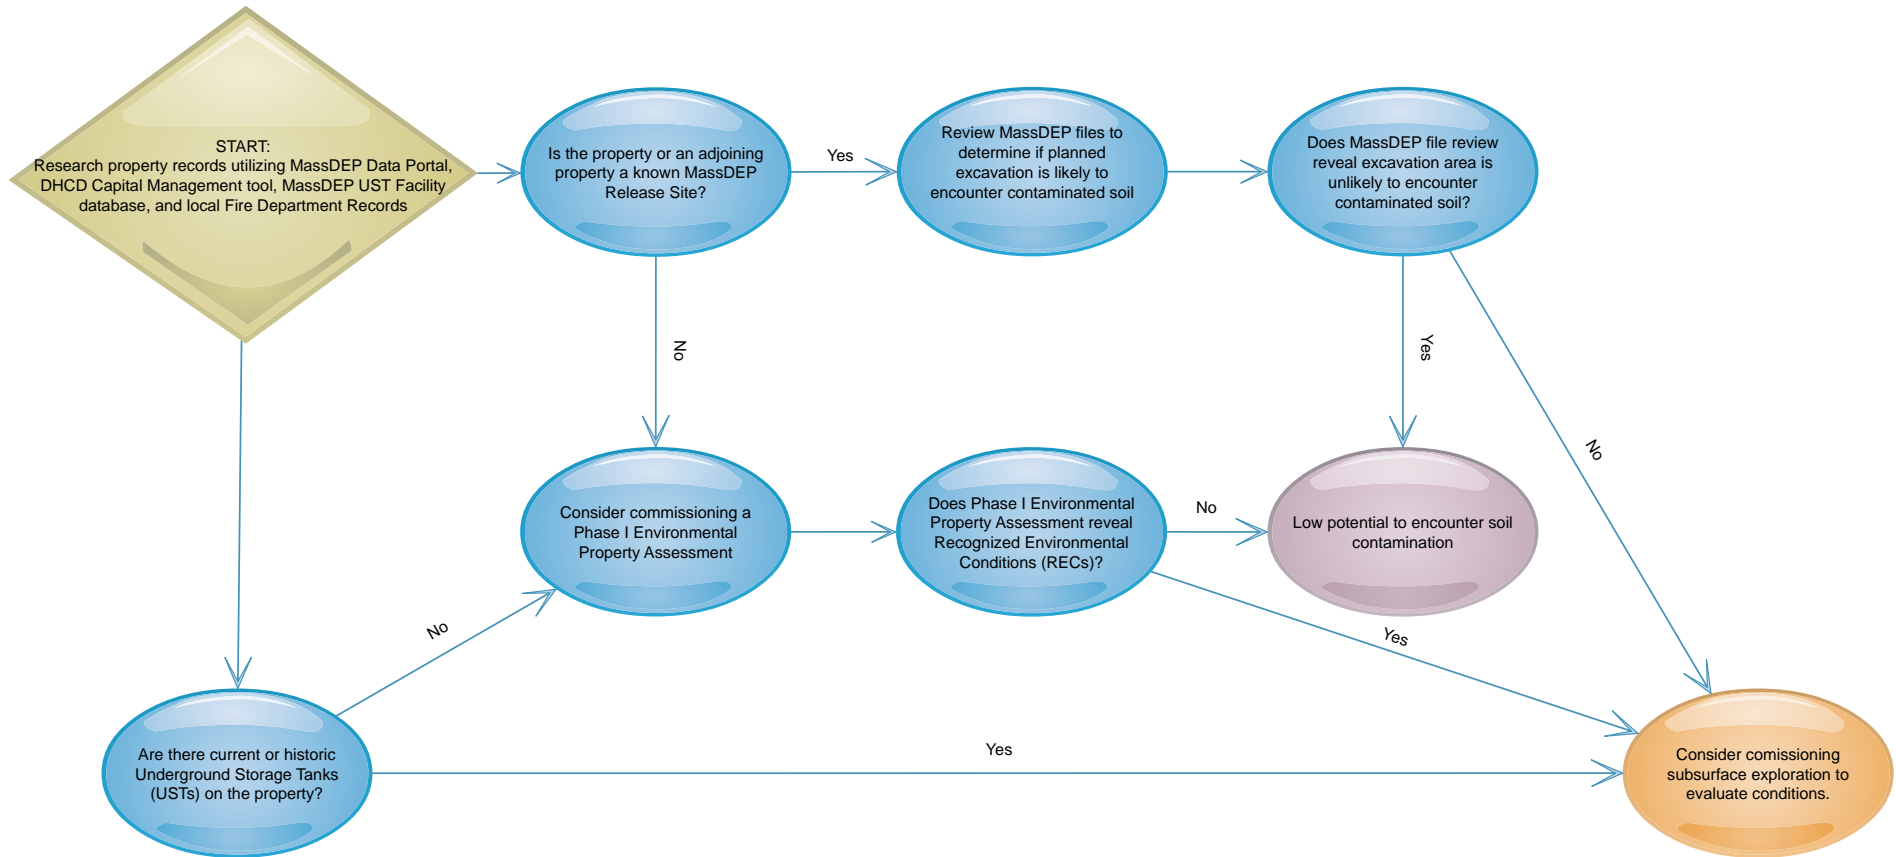 START:
Research property records utilizing MassDEP Data Portal,
DHCD Capital Management tool, MassDEP UST Facility
database, and local Fire Department Records
Is the property or an adjoining
property a known MassDEP
Release Site?
Yes
Review MassDEP files to
determine if planned
excavation is likely to
encounter contaminated soil
Does MassDEP file review
reveal excavation area is
unlikely to encounter
contaminated soil?
No
Yes
No
Consider commissioning a
Phase I Environmental
Property Assessment
Does Phase I Environmental
Property Assessment reveal
Recognized Environmental
Conditions (RECs)?
No
Low potential to encounter soil
contamination
No
Yes
Are there current or historic
Underground Storage Tanks
(USTs) on the property?
Yes
Consider comissioning
subsurface exploration to
evaluate conditions.